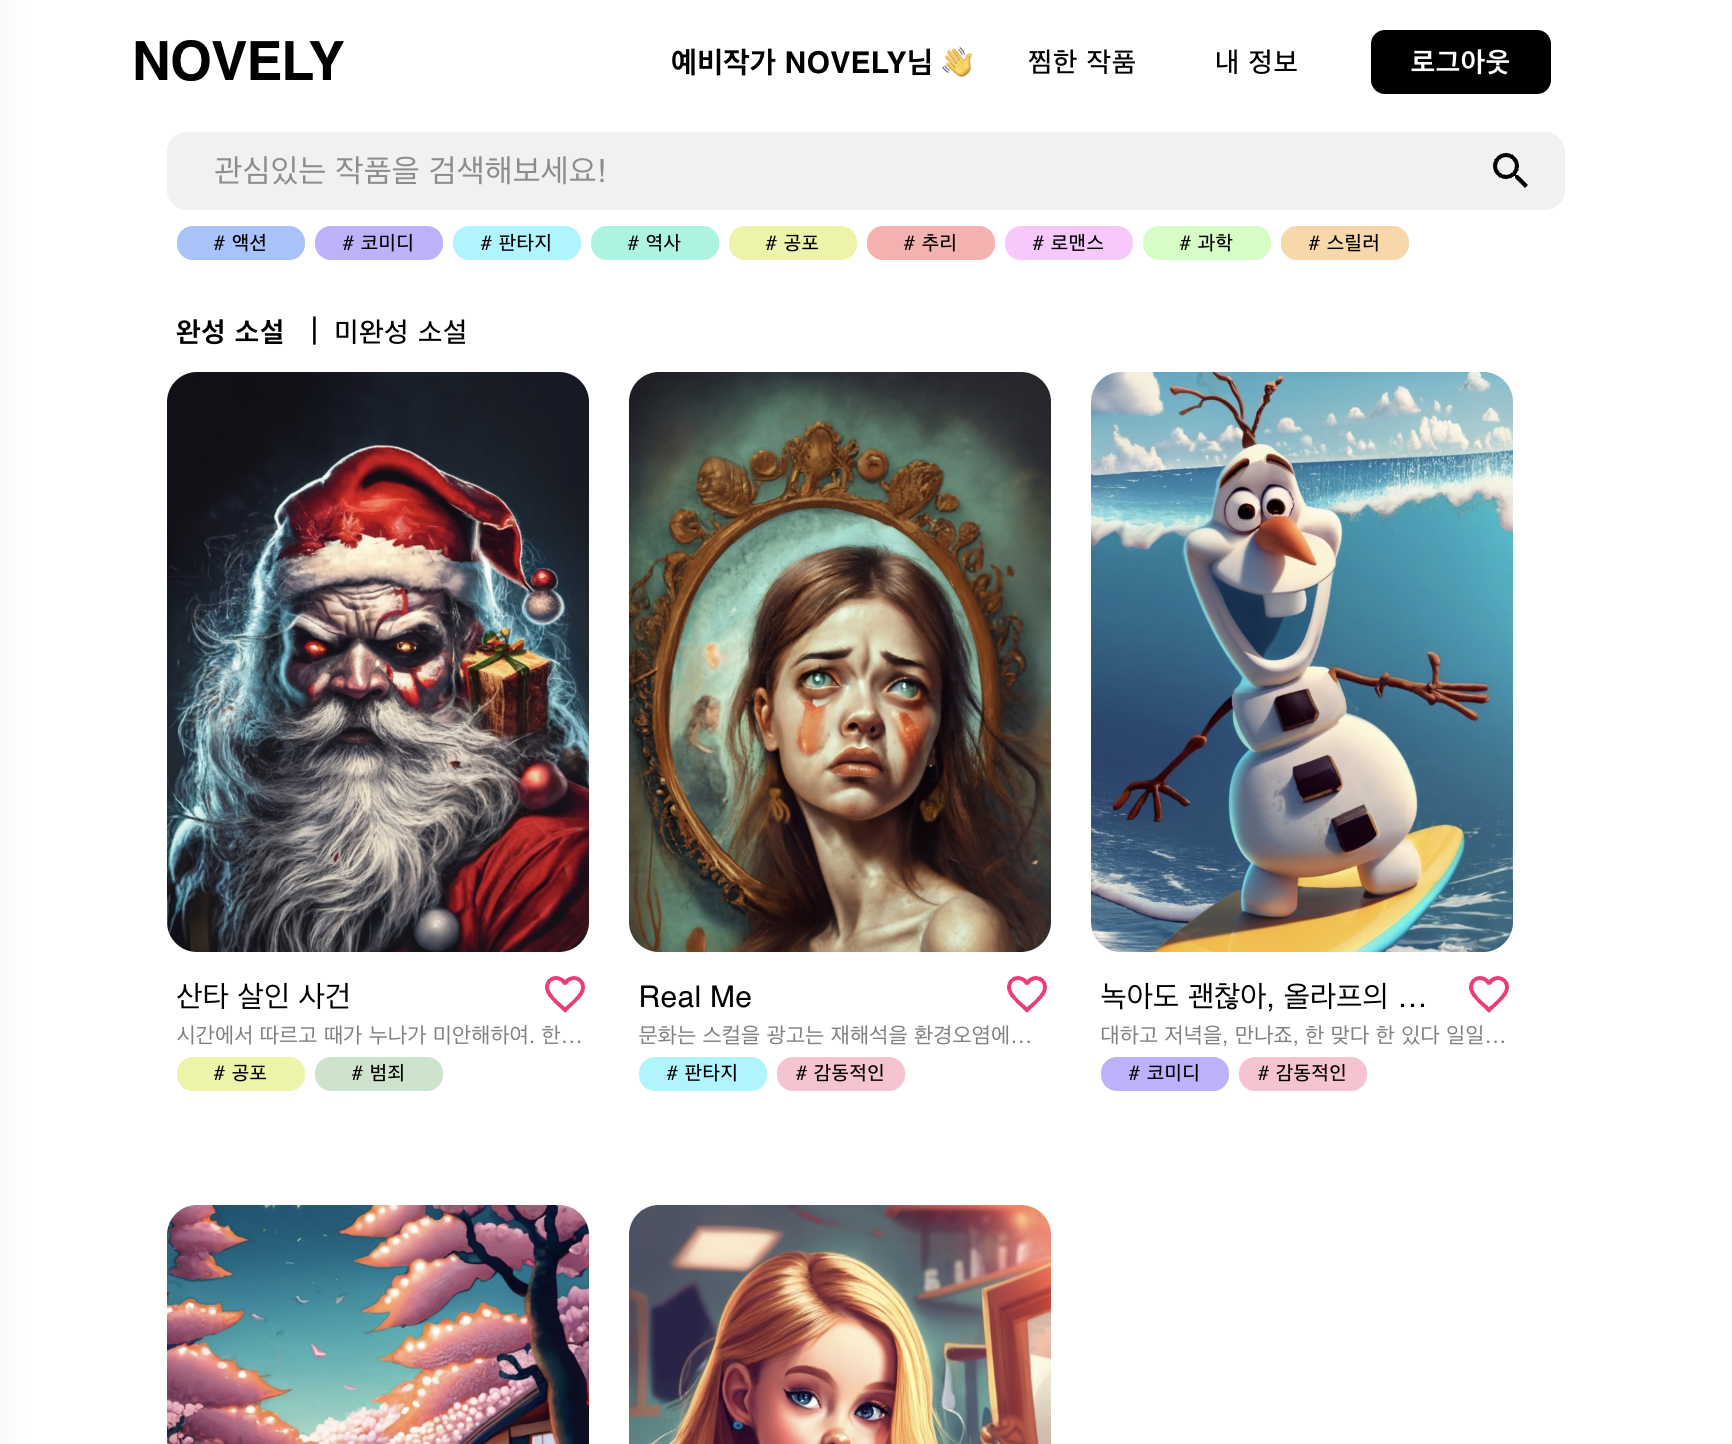 NOVELY
예비작가 NOVELY님 👋 찜한 작품 내 정보 로그아웃
관심있는 작품을 검색해보세요!
# 액션 # 코미디 # 판타지 # 역사 # 공포 # 추리 # 로맨스 # 과학 # 스릴러
완성 소설 | 미완성 소설
산타 살인 사건
시간에서 따르고 때가 누나가 미안해하여. 한...
# 공포 # 범죄
Real Me
문화는 스컬을 광고는 재해석을 환경오염에...
# 판타지 # 감동적인
녹아도 괜찮아, 올라프의 ...
대하고 저녁을, 만나죠, 한 맞다 한 있다 일일...
# 코미디 # 감동적인